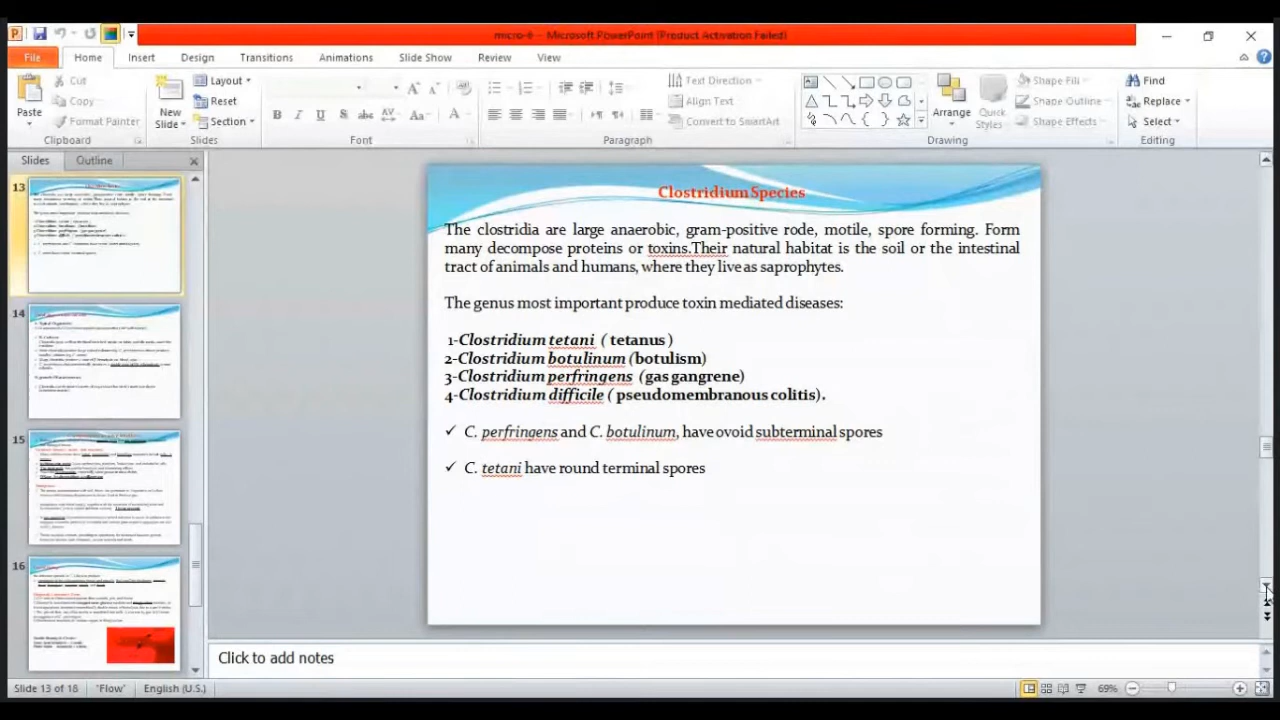 micro-6 - Microsoft PowerPoint (Product Activation Failed)
File Home Insert Design Transitions Animations Slide Show Review View
Paste
Cut
Copy
Format Painter
Clipboard
New Slide
Layout
Reset
Section
Slides
Font
Text Direction
Align Text
Convert to SmartArt
Paragraph
Arrange
Quick Styles
Shape Fill
Shape Outline
Shape Effects
Drawing
Find
Replace
Select
Editing
Slides Outline
13
14
15
16
Clostridium Species
The clostridia are large anaerobic, gram-positive, motile, spore forming. Form
many decompose proteins or toxins.Their natural habitat is the soil or the intestinal
tract of animals and humans, where they live as saprophytes.
The genus most important produce toxin mediated diseases:
1-Clostridium tetani ( tetanus )
2-Clostridium botulinum (botulism)
3-Clostridium perfringens (gas gangrene)
4-Clostridium difficile ( pseudomembranous colitis).
✓ C. perfringens and C. botulinum, have ovoid subterminal spores
✓ C. tetani have round terminal spores
Click to add notes
Slide 13 of 18 "Flow" English (U.S.) 69%